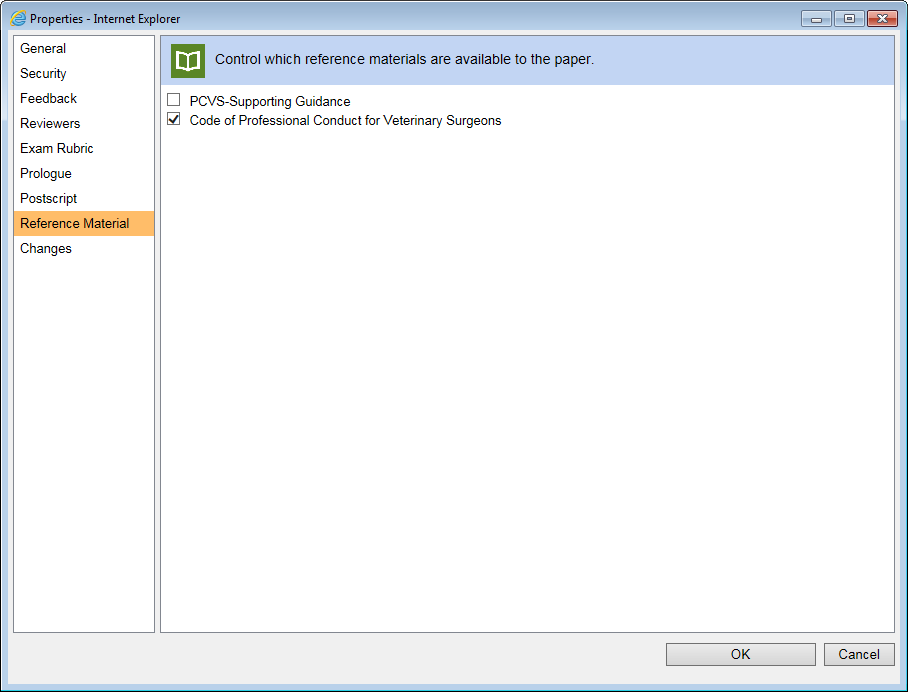 Properties - Internet Explorer
General
Security
Feedback
Reviewers
Exam Rubric
Prologue
Postscript
Reference Material
Changes
Control which reference materials are available to the paper.
PCVS-Supporting Guidance
Code of Professional Conduct for Veterinary Surgeons
OK
Cancel